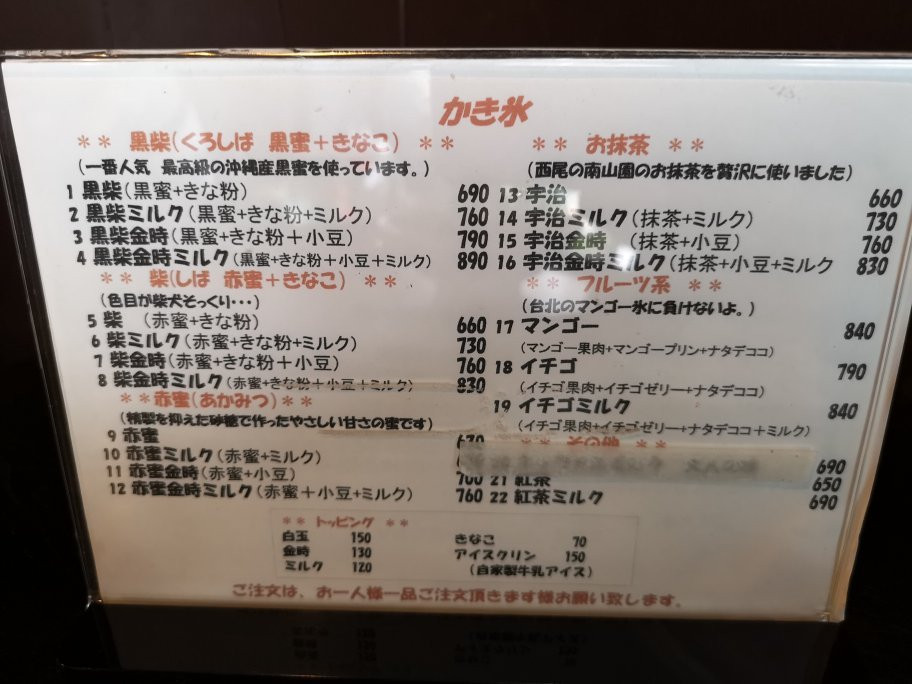 かき氷
** 黒柴(くろしば 黒蜜+きなこ) **
(一番人気 最高級の沖縄産黒蜜を使っています。)
1 黒柴(黒蜜+きな粉) 690
2 黒柴ミルク(黒蜜+きな粉+ミルク) 760
3 黒柴金時(黒蜜+きな粉+小豆) 790
4 黒柴金時ミルク(黒蜜+きな粉+小豆+ミルク) 890
** 柴(しば 赤蜜+きなこ) **
(色目が柴犬そっくり・・・)
5 柴 (赤蜜+きな粉) 660
6 柴ミルク(赤蜜+きな粉+ミルク) 730
7 柴金時(赤蜜+きな粉+小豆) 760
8 柴金時ミルク(赤蜜+きな粉+小豆+ミルク) 830
**赤蜜(あかみつ)**
(精製を抑えた砂糖で作ったやさしい甘さの蜜です)
9 赤蜜
10 赤蜜ミルク(赤蜜+ミルク)
11 赤蜜金時(赤蜜+小豆)
12 赤蜜金時ミルク(赤蜜+小豆+ミルク) 760
** お抹茶 **
(西尾の南山園のお抹茶を贅沢に使いました)
13 宇治 660
14 宇治ミルク(抹茶+ミルク) 730
15 宇治金時 (抹茶+小豆) 760
16 宇治金時ミルク(抹茶+小豆+ミルク 830
** フルーツ系 **
(台北のマンゴー氷に負けないよ。)
17 マンゴー 840
(マンゴー果肉+マンゴープリン+ナタデココ)
18 イチゴ 790
(イチゴ果肉+イチゴゼリー+ナタデココ)
19 イチゴミルク 840
(イチゴ果肉+イチゴゼリー+ナタデココ+ミルク)
** その他 **
690
21 紅茶 650
22 紅茶ミルク 690
** トッピング **
白玉 150
金時 130
ミルク 120
きなこ 70
アイスクリン 150
(自家製牛乳アイス)
ご注文は、お一人様一品ご注文頂きます様お願い致します。